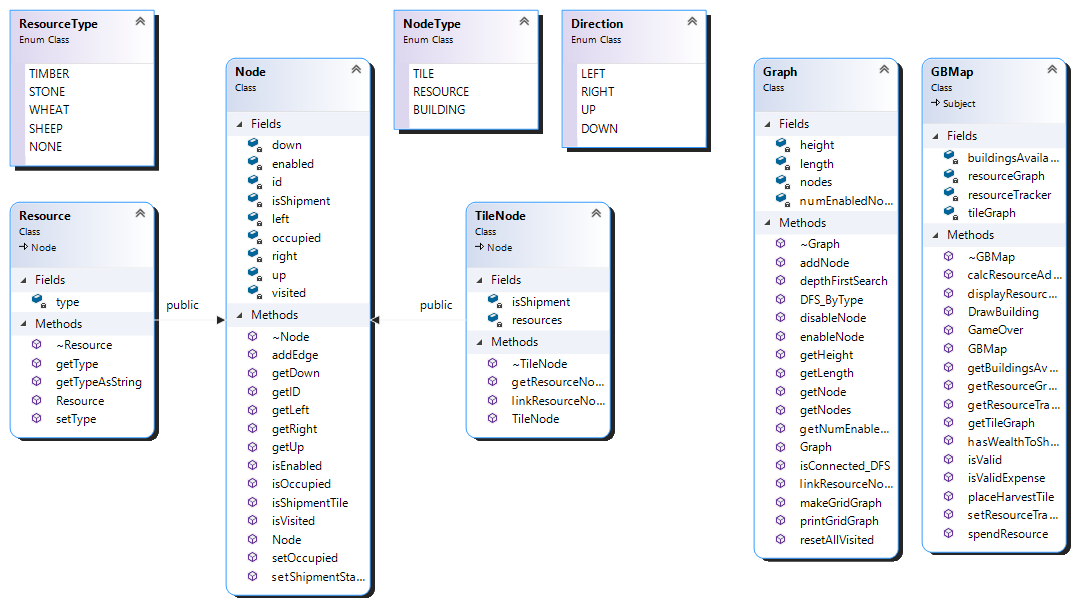 ResourceType
Enum Class
TIMBER
STONE
WHEAT
SHEEP
NONE
Resource
Class
Node
Fields
type
Methods
~Resource
getType
getTypeAsString
Resource
setType
public
Node
Class
Fields
down
enabled
id
isShipment
left
occupied
right
up
visited
Methods
~Node
addEdge
getDown
getID
getLeft
getRight
getUp
isEnabled
isOccupied
isShipmentTile
isVisited
Node
setOccupied
setShipmentSta...
NodeType
Enum Class
TILE
RESOURCE
BUILDING
public
TileNode
Class
Node
Fields
isShipment
resources
Methods
~TileNode
getResourceNo...
linkResourceNo...
TileNode
Direction
Enum Class
LEFT
RIGHT
UP
DOWN
Graph
Class
Fields
height
length
nodes
numEnabledNo...
Methods
~Graph
addNode
depthFirstSearch
DFS_ByType
disableNode
enableNode
getHeight
getLength
getNode
getNodes
getNumEnable...
Graph
isConnected_DFS
linkResourceNo...
makeGridGraph
printGridGraph
resetAllVisited
GBMap
Class
Subject
Fields
buildingsAvaila...
resourceGraph
resourceTracker
tileGraph
Methods
~GBMap
calcResourceAd...
displayResourc...
DrawBuilding
GameOver
GBMap
getBuildingsAv...
getResourceGr...
getResourceTra...
getTileGraph
hasWealthToSh...
isValid
isValidExpense
placeHarvestTile
setResourceTra...
spendResource